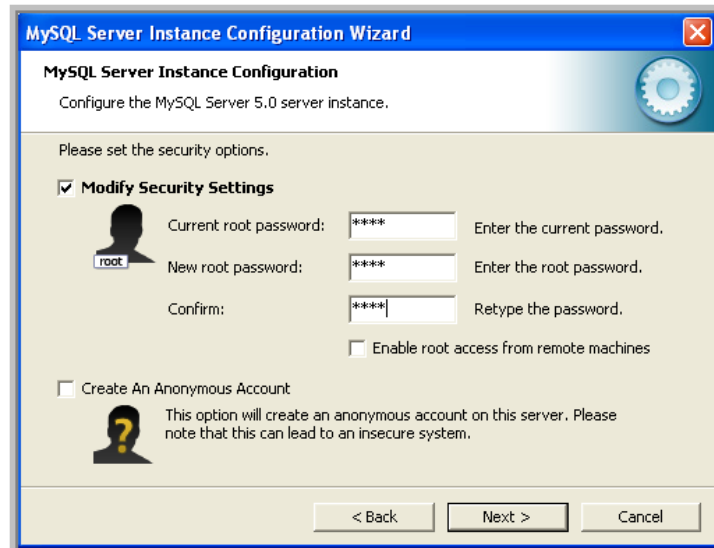 MySQL Server Instance Configuration Wizard
MySQL Server Instance Configuration
Configure the MySQL Server 5.0 server instance.
Please set the security options.
Modify Security Settings
root
Current root password: **** Enter the current password.
New root password: **** Enter the root password.
Confirm: **** Retype the password.
Enable root access from remote machines
Create An Anonymous Account
?
This option will create an anonymous account on this server. Please
note that this can lead to an insecure system.
< Back Next > Cancel